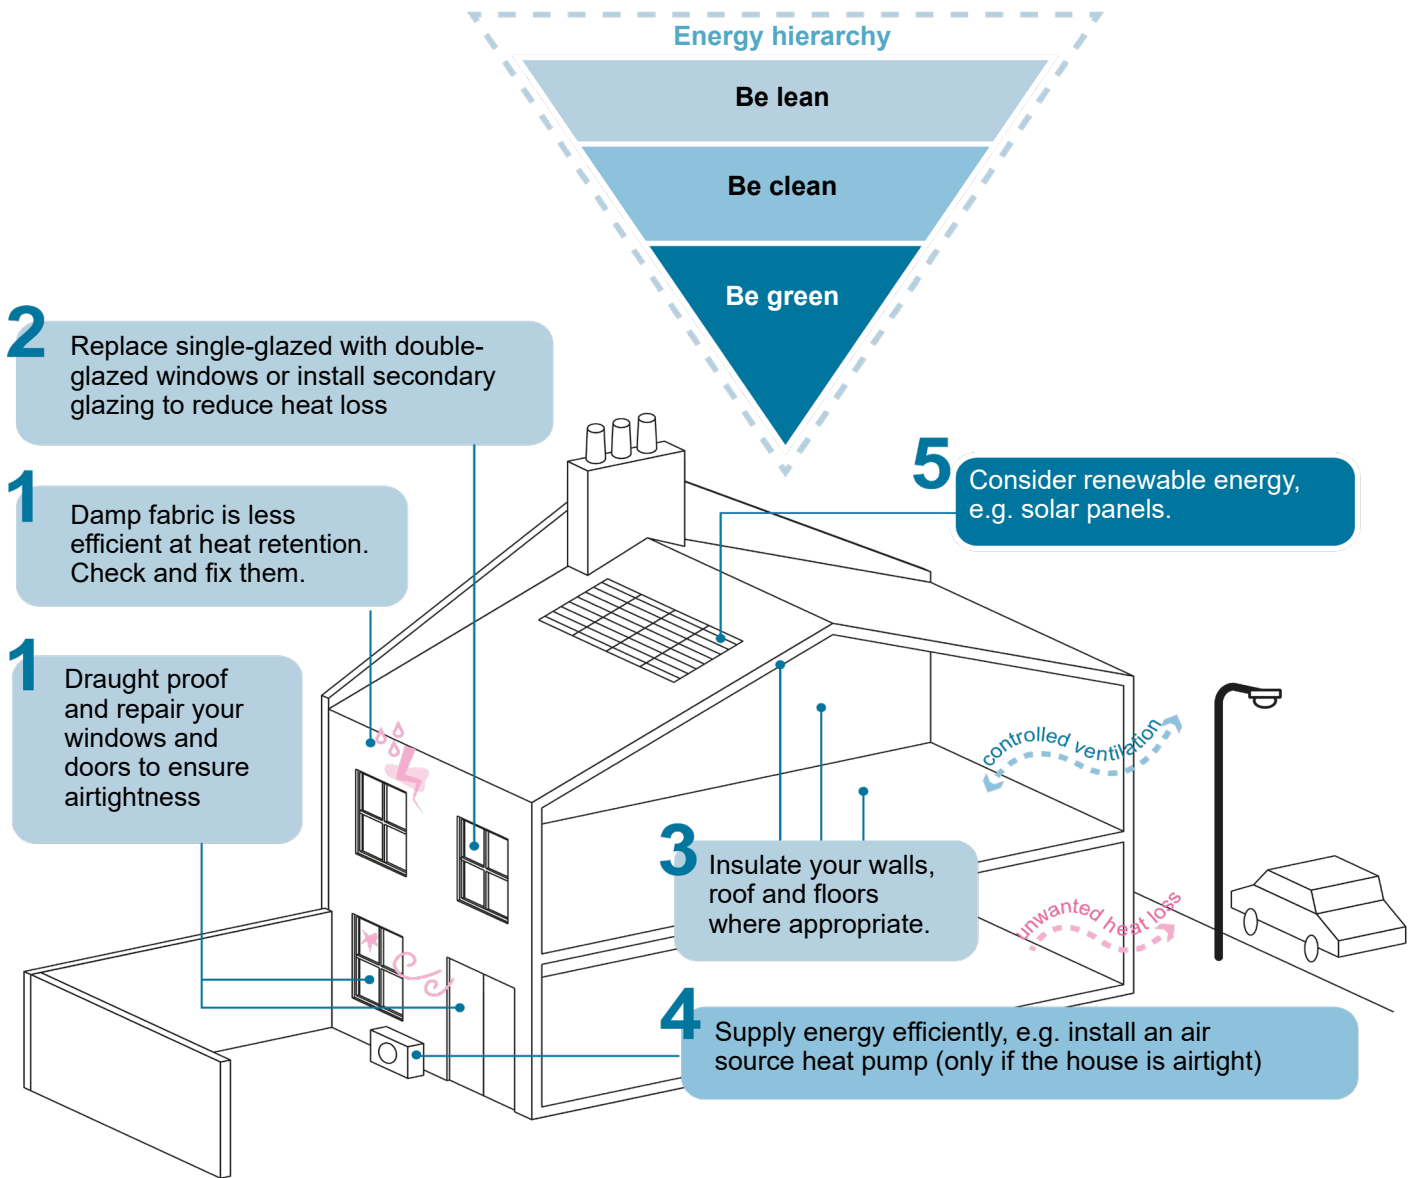 Energy hierarchy
Be lean
Be clean
Be green
2
Replace single-glazed with double-
glazed windows or install secondary
glazing to reduce heat loss
1
Damp fabric is less
efficient at heat retention.
Check and fix them.
1
Draught proof
and repair your
windows and
doors to ensure
airtightness
5
Consider renewable energy,
e.g. solar panels.
controlled ventilation
3
Insulate your walls,
roof and floors
where appropriate.
unwanted heat loss
4
Supply energy efficiently, e.g. install an air
source heat pump (only if the house is airtight)